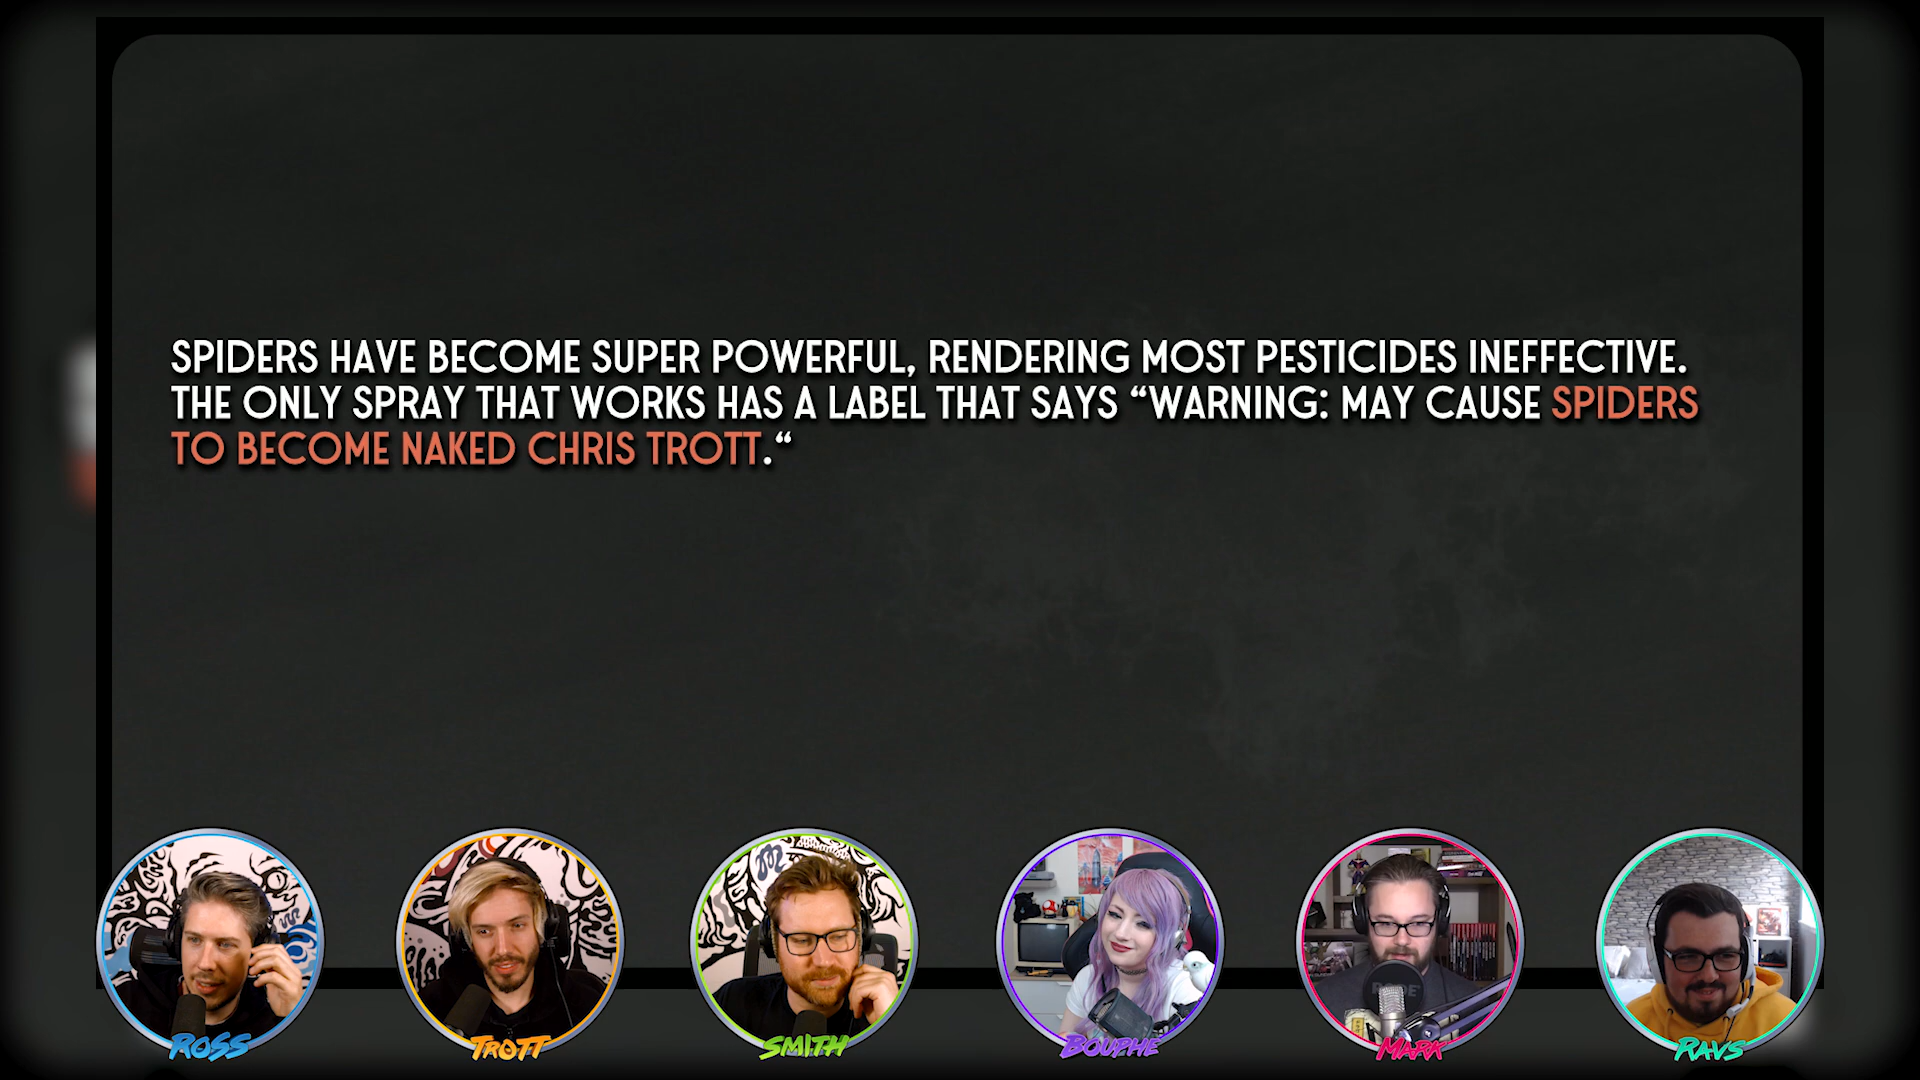 SPIDERS HAVE BECOME SUPER POWERFUL, RENDERING MOST PESTICIDES INEFFECTIVE.
THE ONLY SPRAY THAT WORKS HAS A LABEL THAT SAYS “WARNING: MAY CAUSE SPIDERS
TO BECOME NAKED CHRIS TROTT.“
ROSS
TROTT
SMITH
BOUPHE
MARK
RAVS